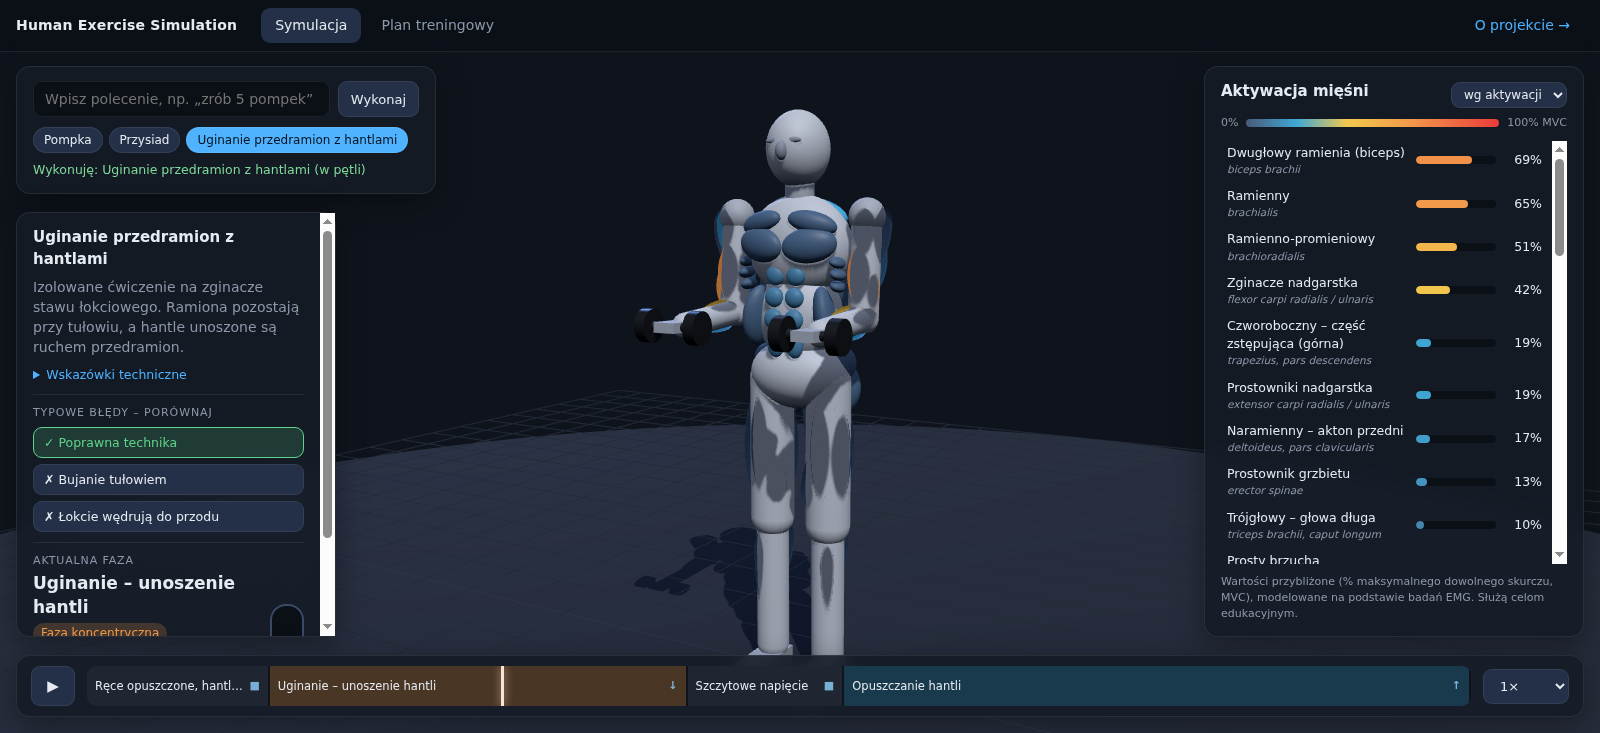 Human Exercise Simulation
Symulacja
Plan treningowy
O projekcie →
Wpisz polecenie, np. „zrób 5 pompek”
Wykonaj
Pompka
Przysiad
Uginanie przedramion z hantlami
Wykonuję: Uginanie przedramion z hantlami (w pętli)
Uginanie przedramion z
hantlami
Izolowane ćwiczenie na zginacze
stawu łokciowego. Ramiona pozostają
przy tułowiu, a hantle unoszone są
ruchem przedramion.
▶ Wskazówki techniczne
TYPOWE BŁĘDY – PORÓWNAJ
✓ Poprawna technika
✗ Bujanie tułowiem
✗ Łokcie wędrują do przodu
AKTUALNA FAZA
Uginanie – unoszenie
hantli
Faza koncentryczna
Aktywacja mięśni
wg aktywacji
0%
100% MVC
Dwugłowy ramienia (biceps)
biceps brachii
69%
Ramienny
brachialis
65%
Ramienno-promieniowy
brachioradialis
51%
Zginacze nadgarstka
flexor carpi radialis / ulnaris
42%
Czworoboczny – część
zstępująca (górna)
trapezius, pars descendens
19%
Prostowniki nadgarstka
extensor carpi radialis / ulnaris
19%
Naramienny – akton przedni
deltoideus, pars clavicularis
17%
Prostownik grzbietu
erector spinae
13%
Trójgłowy – głowa długa
triceps brachii, caput longum
10%
Prosty brzucha
Wartości przybliżone (% maksymalnego dowolnego skurczu,
MVC), modelowane na podstawie badań EMG. Służą celom
edukacyjnym.
▶
Ręce opuszczone, hantl… ■
Uginanie – unoszenie hantli ↓
Szczytowe napięcie ■
Opuszczanie hantli ↑
1×